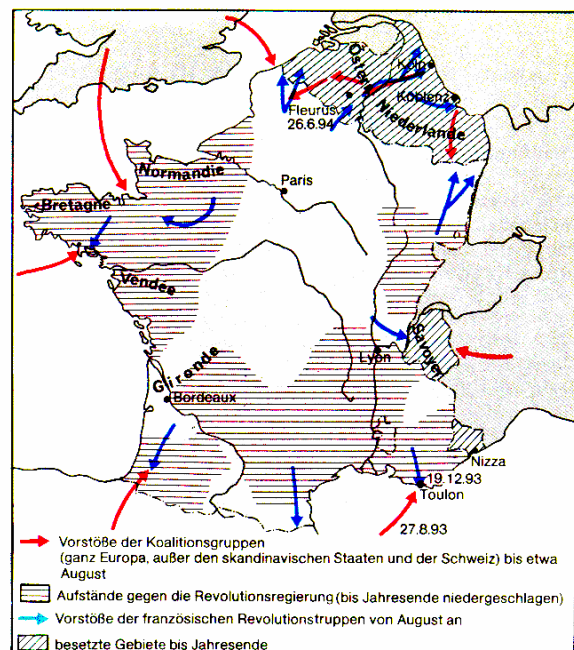 Österr. Niederlande
Köln
Koblenz
Fleurus
26.6.94
Normandie
Paris
Bretagne
Vendee
Savoyen
Lyon
Gironde
Bordeaux
Nizza
19.12.93
Toulon
27.8.93
Vorstöße der Koalitionsgruppen
(ganz Europa, außer den skandinavischen Staaten und der Schweiz) bis etwa
August
Aufstände gegen die Revolutionsregierung (bis Jahresende niedergeschlagen)
Vorstöße der französischen Revolutionstruppen von August an
besetzte Gebiete bis Jahresende